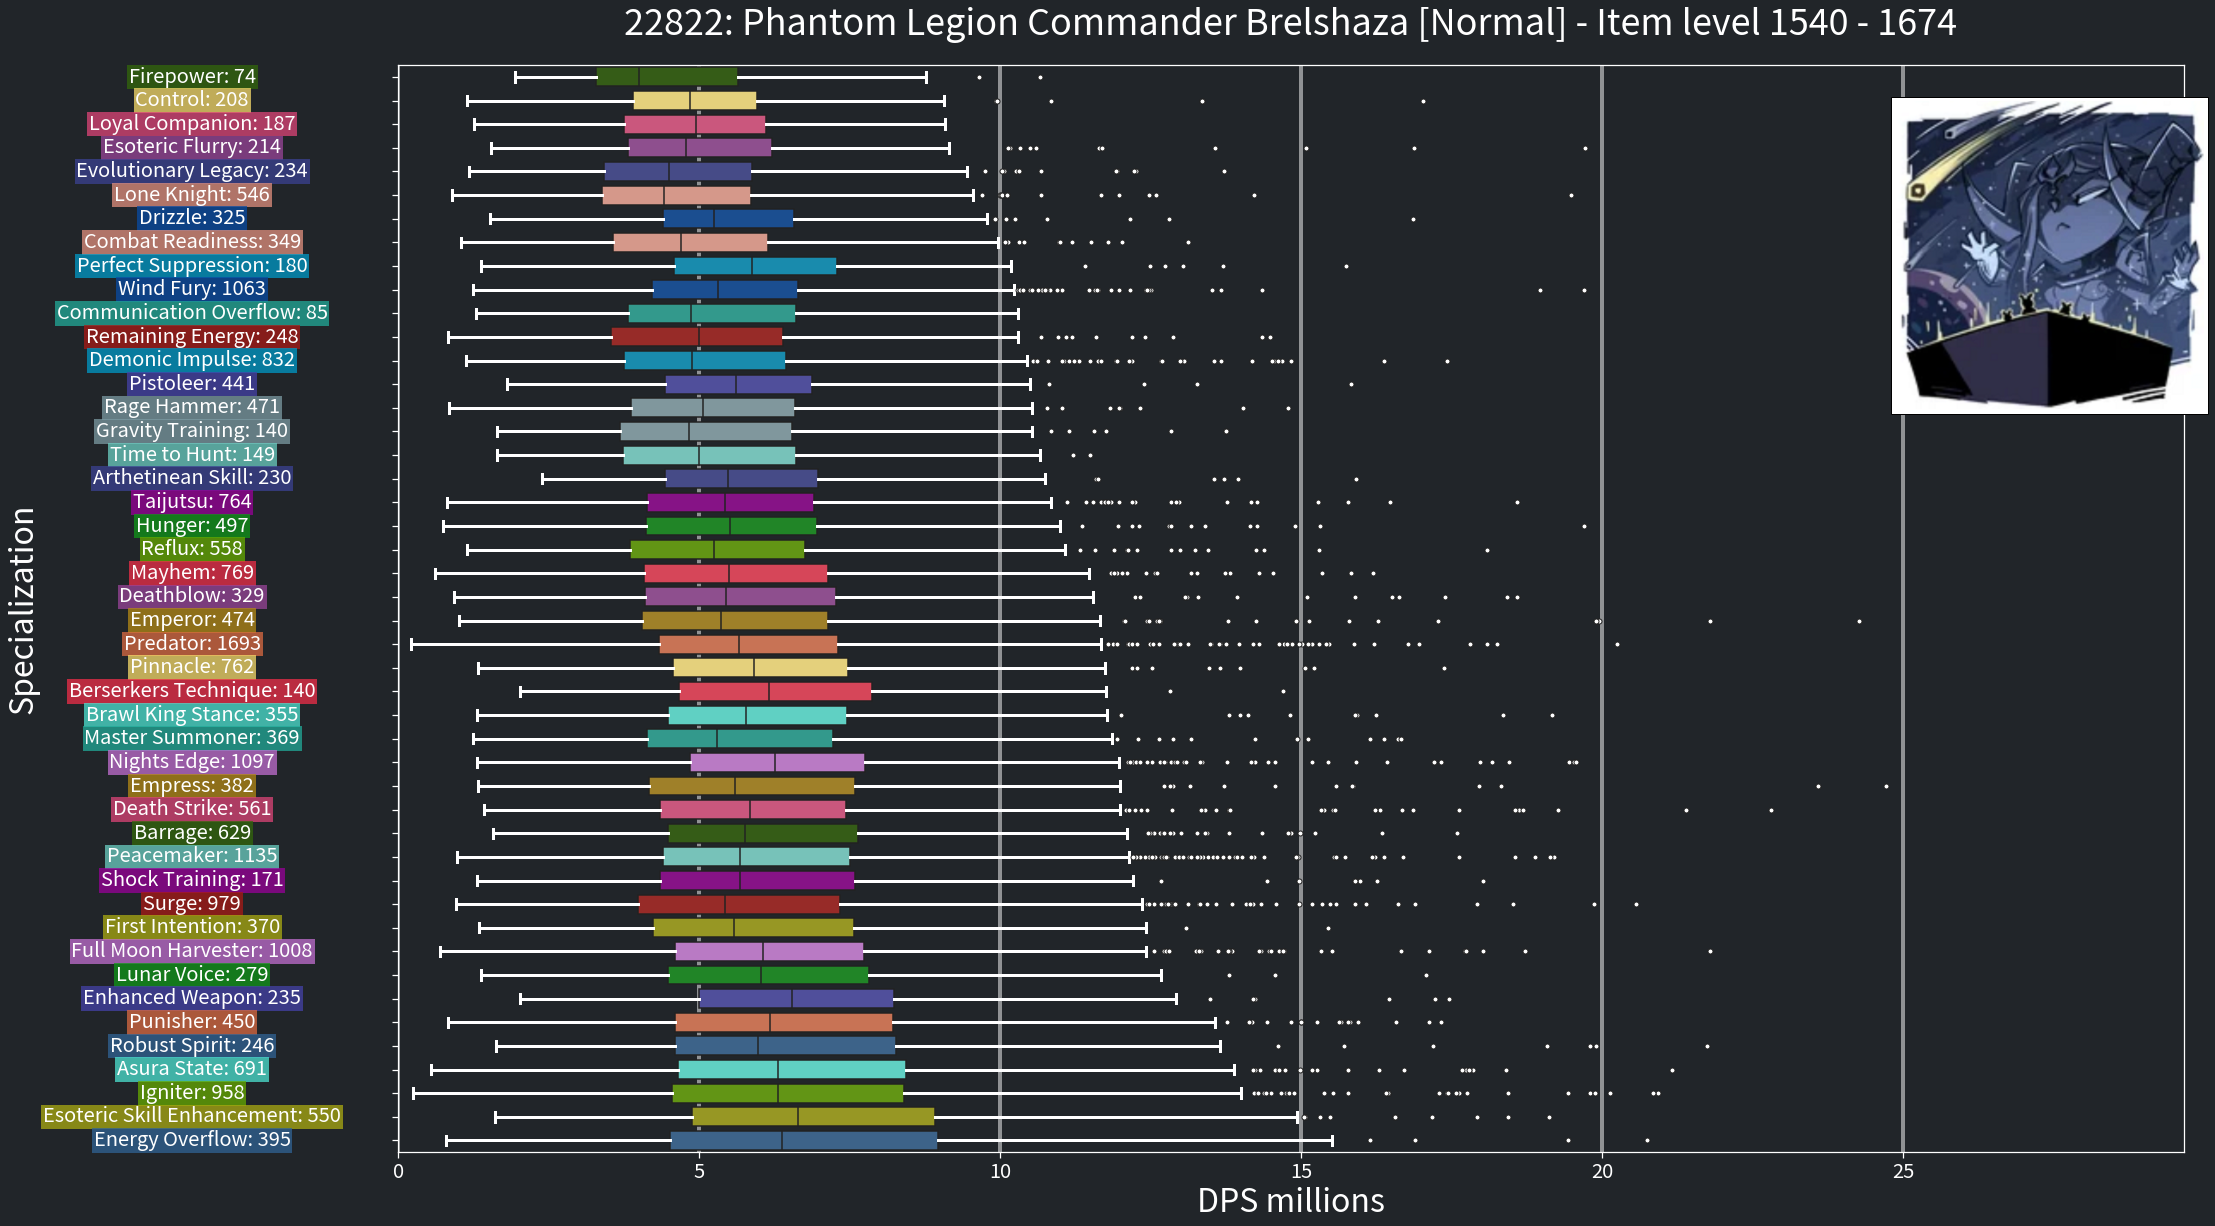 22822: Phantom Legion Commander Brelshaza [Normal] - Item level 1540 - 1674
Specialization
Firepower: 74
Control: 208
Loyal Companion: 187
Esoteric Flurry: 214
Evolutionary Legacy: 234
Lone Knight: 546
Drizzle: 325
Combat Readiness: 349
Perfect Suppression: 180
Wind Fury: 1063
Communication Overflow: 85
Remaining Energy: 248
Demonic Impulse: 832
Pistoleer: 441
Rage Hammer: 471
Gravity Training: 140
Time to Hunt: 149
Arthetinean Skill: 230
Taijutsu: 764
Hunger: 497
Reflux: 558
Mayhem: 769
Deathblow: 329
Emperor: 474
Predator: 1693
Pinnacle: 762
Berserkers Technique: 140
Brawl King Stance: 355
Master Summoner: 369
Nights Edge: 1097
Empress: 382
Death Strike: 561
Barrage: 629
Peacemaker: 1135
Shock Training: 171
Surge: 979
First Intention: 370
Full Moon Harvester: 1008
Lunar Voice: 279
Enhanced Weapon: 235
Punisher: 450
Robust Spirit: 246
Asura State: 691
Igniter: 958
Esoteric Skill Enhancement: 550
Energy Overflow: 395
0 5 10 15 20 25
DPS millions